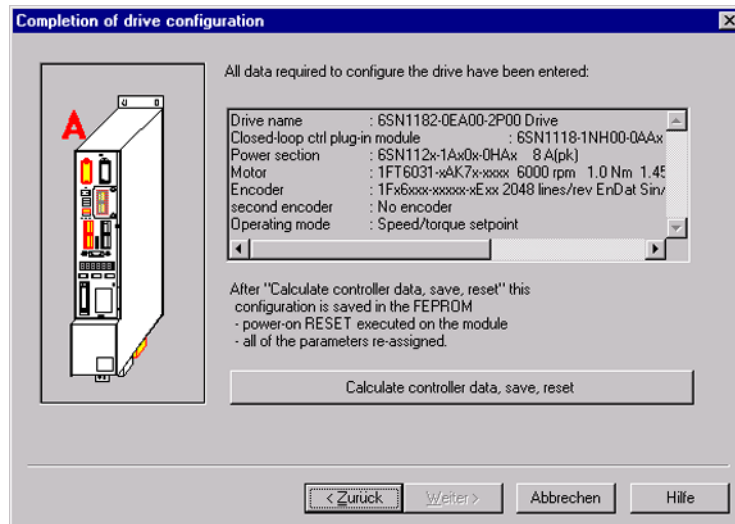 Completion of drive configuration
A
All data required to configure the drive have been entered:
Drive name : 6SN1182-0EA00-2P00 Drive
Closed-loop ctrl plug-in module : 6SN1118-1NH00-0AAx
Power section : 6SN112x-1Ax0x-0HAx 8 A(pk)
Motor : 1FT6031-xAK7x-xxxx 6000 rpm 1.0 Nm 1.45
Encoder : 1Fx6xxx-xxxxx-xExx 2048 lines/rev EnDat Sin/
second encoder : No encoder
Operating mode : Speed/torque setpoint
After "Calculate controller data, save, reset" this
configuration is saved in the FEPROM
- power-on RESET executed on the module
- all of the parameters re-assigned.
Calculate controller data, save, reset
< Zurück Weiter > Abbrechen Hilfe